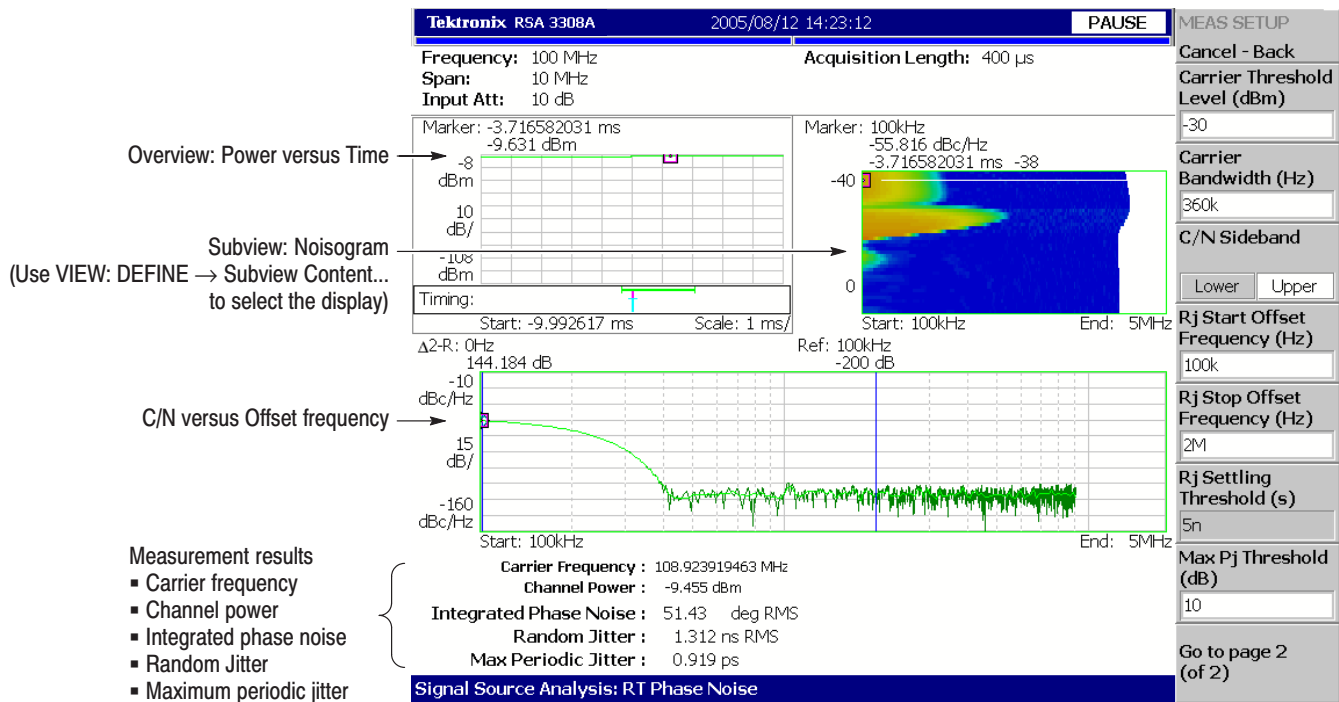 Tektronix RSA 3308A 2005/08/12 14:23:12 PAUSE
Frequency: 100 MHz Acquisition Length: 400 µs
Span: 10 MHz
Input Att: 10 dB
Overview: Power versus Time
Marker: -3.716582031 ms
-9.631 dBm
-8
dBm
10
dB/
-108
dBm
Timing:
Start: -9.992617 ms Scale: 1 ms/
Subview: Noisogram
(Use VIEW: DEFINE → Subview Content...
to select the display)
Marker: 100kHz
-55.816 dBc/Hz
-3.716582031 ms -38
-40
0
Start: 100kHz End: 5MHz
C/N versus Offset frequency
Δ2-R: 0Hz Ref: 100kHz
144.184 dB -200 dB
-10
dBc/Hz
15
dB/
-160
dBc/Hz
Start: 100kHz End: 5MHz
Measurement results
▪ Carrier frequency
▪ Channel power
▪ Integrated phase noise
▪ Random Jitter
▪ Maximum periodic jitter
Carrier Frequency : 108.923919463 MHz
Channel Power : -9.455 dBm
Integrated Phase Noise : 51.43 deg RMS
Random Jitter : 1.312 ns RMS
Max Periodic Jitter : 0.919 ps
Signal Source Analysis: RT Phase Noise
MEAS SETUP
Cancel - Back
Carrier Threshold
Level (dBm)
-30
Carrier
Bandwidth (Hz)
360k
C/N Sideband
Lower Upper
Rj Start Offset
Frequency (Hz)
100k
Rj Stop Offset
Frequency (Hz)
2M
Rj Settling
Threshold (s)
5n
Max Pj Threshold
(dB)
10
Go to page 2
(of 2)